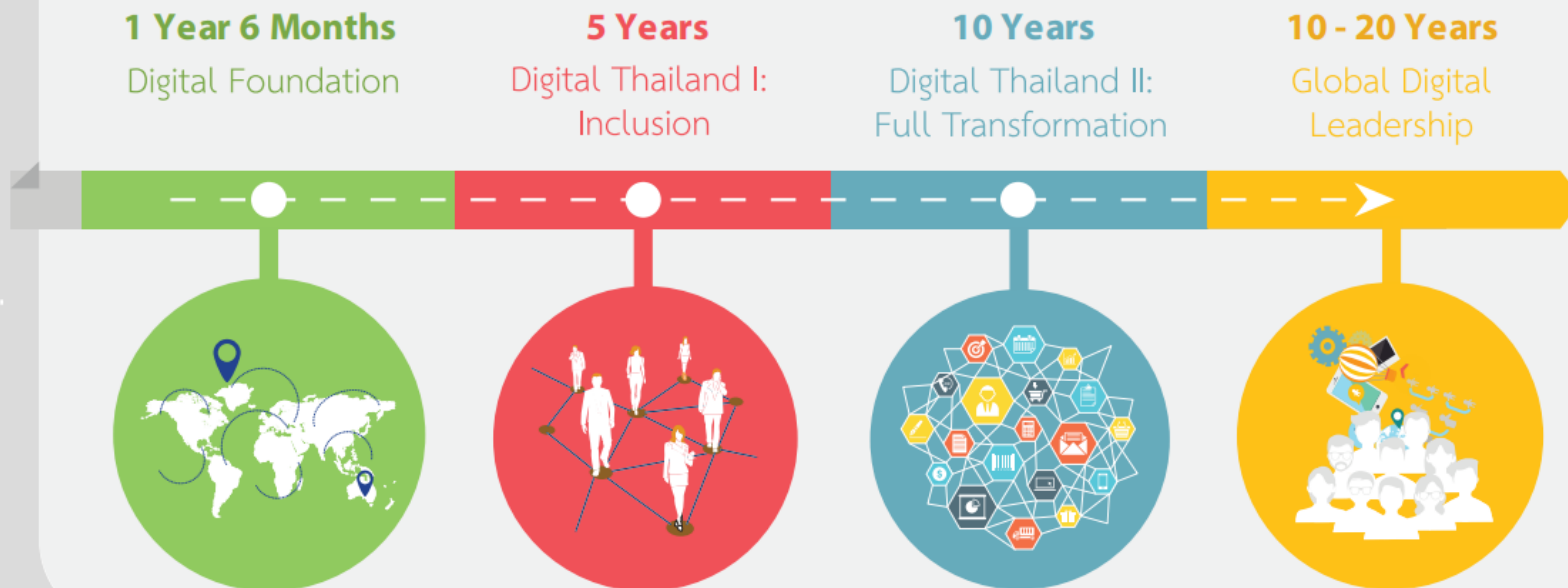 1 Year 6 Months
Digital Foundation
5 Years
Digital Thailand I:
Inclusion
10 Years
Digital Thailand II:
Full Transformation
10 - 20 Years
Global Digital
Leadership